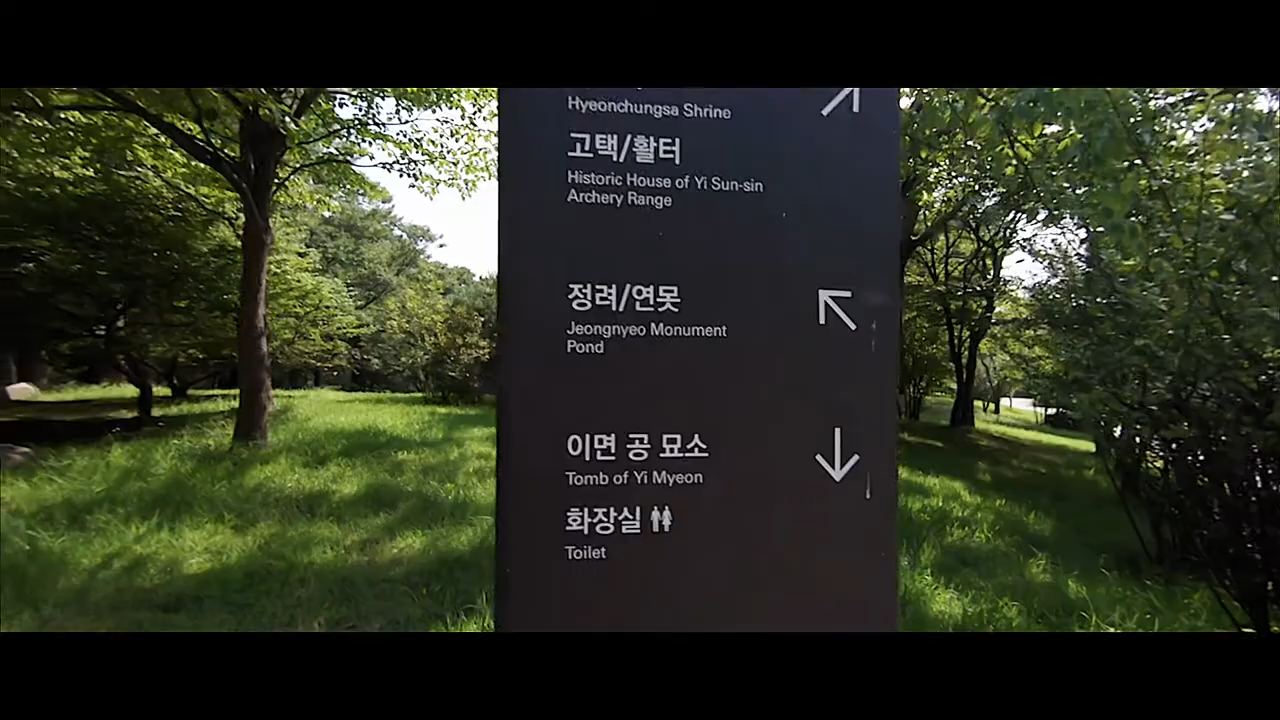 Hyeonchungsa Shrine
고택/활터
Historic House of Yi Sun-sin
Archery Range
정려/연못
Jeongnyeo Monument
Pond
이면 공 묘소
Tomb of Yi Myeon
화장실
Toilet